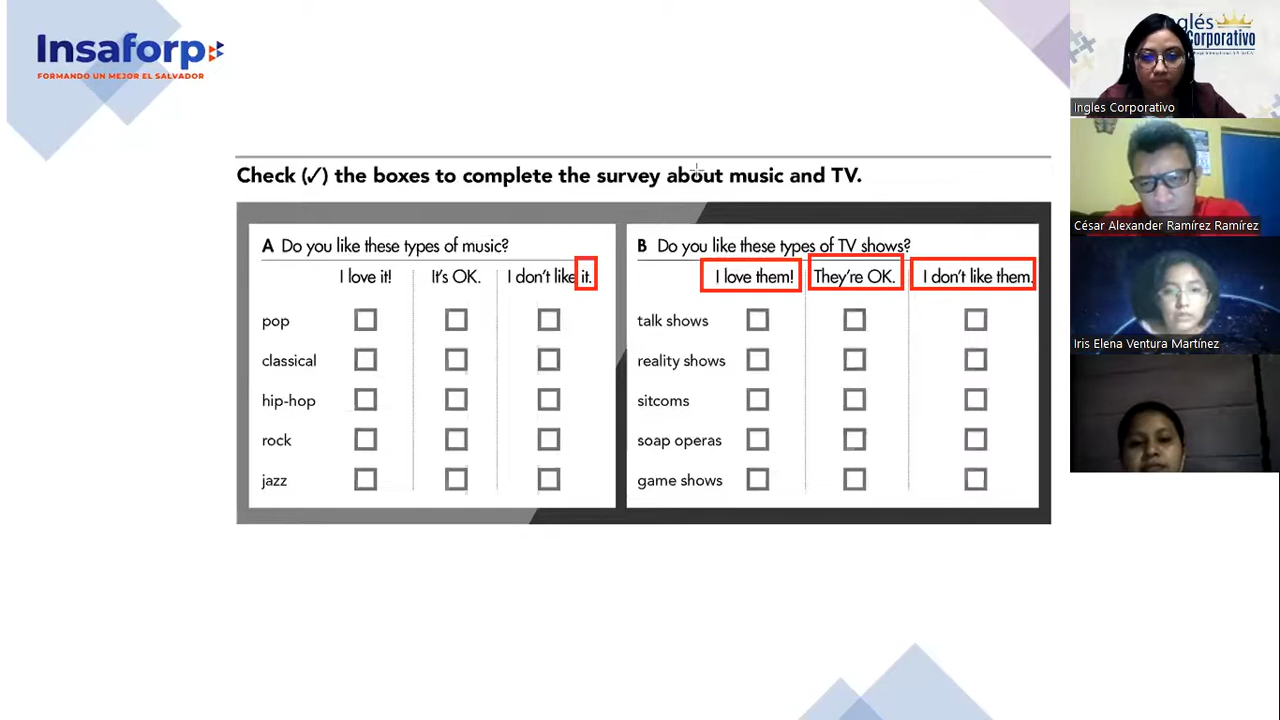 Insaforp
FORMANDO UN MEJOR EL SALVADOR
Check (✓) the boxes to complete the survey about music and TV.
A Do you like these types of music?
I love it! It's OK. I don't like it.
pop
classical
hip-hop
rock
jazz
B Do you like these types of TV shows?
I love them! They're OK. I don't like them.
talk shows
reality shows
sitcoms
soap operas
game shows
Inglés
Corporativo
Ingles Corporativo
César Alexander Ramírez Ramírez
Iris Elena Ventura Martínez